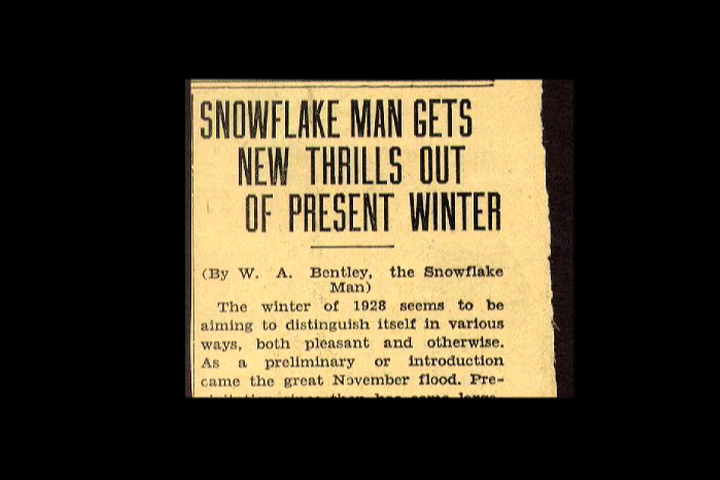 SNOWFLAKE MAN GETS
NEW THRILLS OUT
OF PRESENT WINTER
(By W. A. Bentley, the Snowflake
Man)
The winter of 1928 seems to be
aiming to distinguish itself in various
ways, both pleasant and otherwise.
As a preliminary or introduction
came the great November flood. Pre-